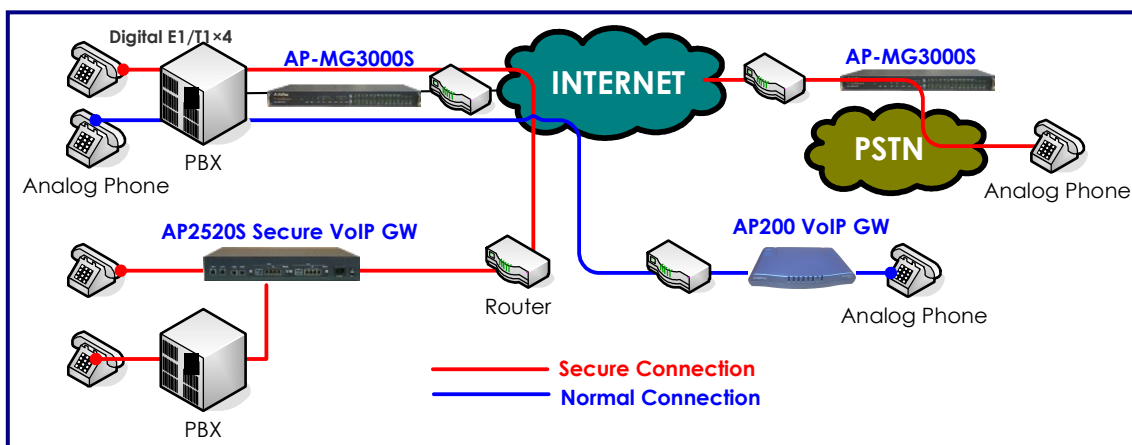 Digital E1/T1×4
AP-MG3000S
INTERNET
AP-MG3000S
PBX
Analog Phone
PSTN
Analog Phone
AP2520S Secure VoIP GW
AP200 VoIP GW
Router
Analog Phone
PBX
Secure Connection
Normal Connection